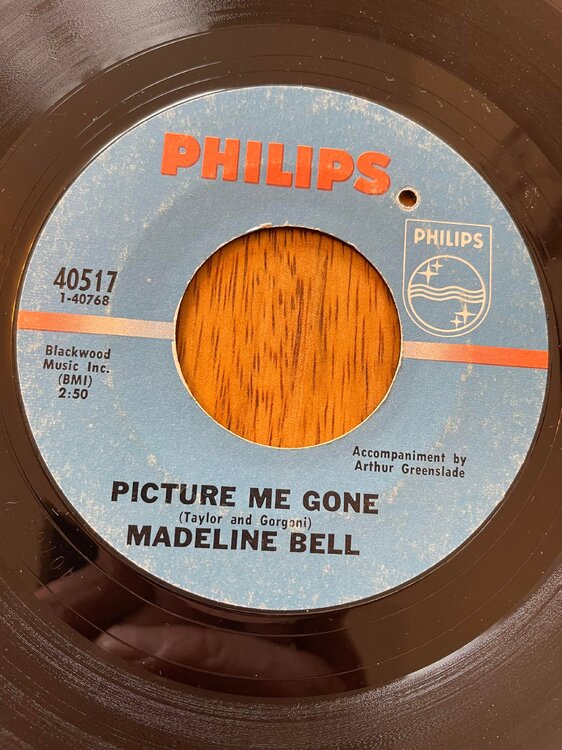 PHILIPS
PHILIPS
40517
1-40768
Blackwood
Music Inc.
(BMI)
2:50
Accompaniment by
Arthur Greenslade
PICTURE ME GONE
(Taylor and Gorgoni)
MADELINE BELL